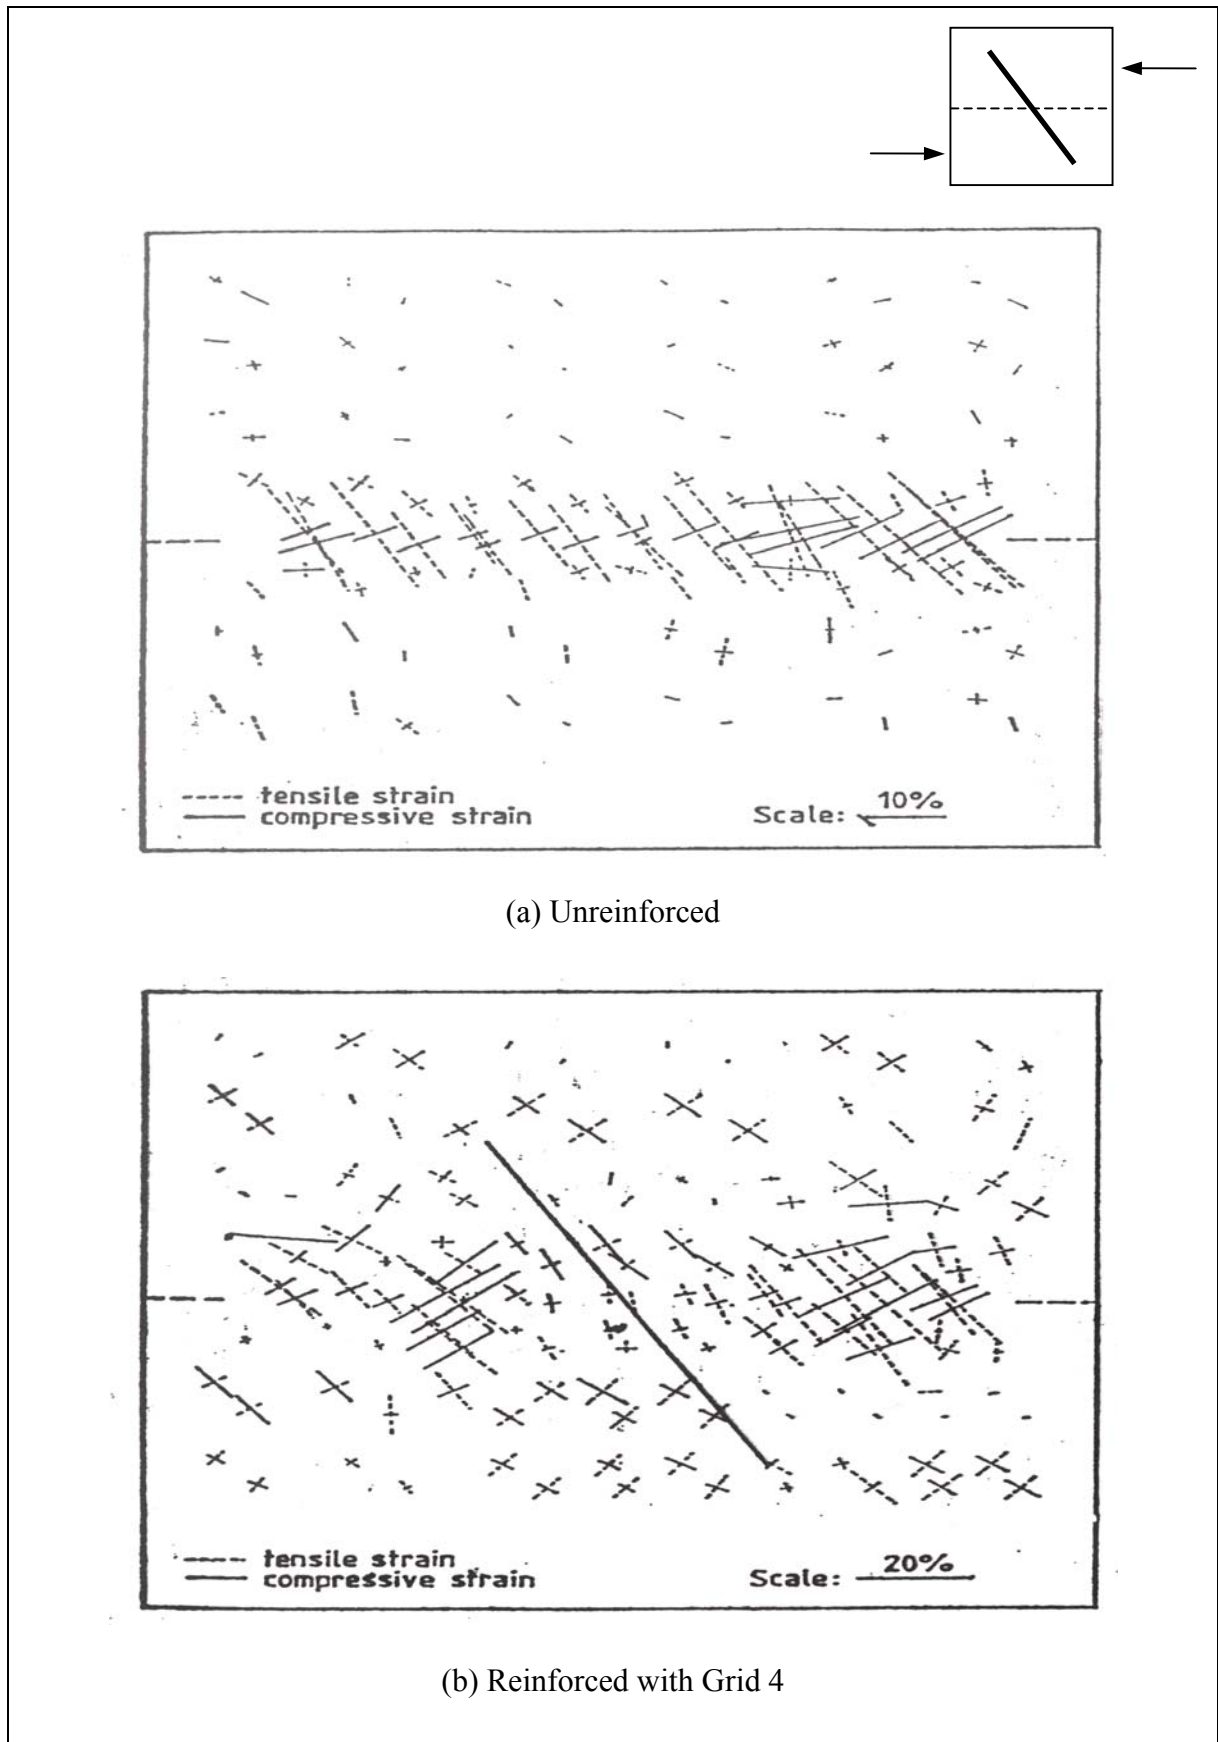 tensile strain
compressive strain
Scale: 10%
(a) Unreinforced
tensile strain
compressive strain
Scale: 20%
(b) Reinforced with Grid 4